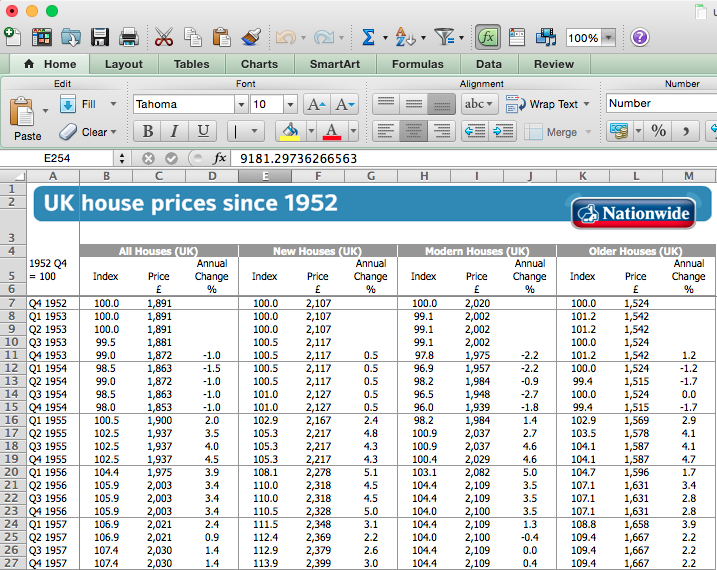 100%
Home Layout Tables Charts SmartArt Formulas Data Review
Edit Font Alignment Number
Fill Tahoma 10 A A abc Wrap Text Number
Paste Clear B I U A Merge % ,
E254 fx 9181.29736266563
A B C D E F G H I J K L M
1
2 UK house prices since 1952 Nationwide
3
4 All Houses (UK) New Houses (UK) Modern Houses (UK) Older Houses (UK)
1952 Q4 Annual Annual Annual Annual
5 = 100 Index Price Change Index Price Change Index Price Change Index Price Change
6 £ % £ % £ % £ %
7 Q4 1952 100.0 1,891 100.0 2,107 100.0 2,020 100.0 1,524
8 Q1 1953 100.0 1,891 100.0 2,107 99.1 2,002 101.2 1,542
9 Q2 1953 100.0 1,891 100.0 2,107 99.1 2,002 101.2 1,542
10 Q3 1953 99.5 1,881 100.5 2,117 99.1 2,002 100.0 1,524
11 Q4 1953 99.0 1,872 -1.0 100.5 2,117 0.5 97.8 1,975 -2.2 101.2 1,542 1.2
12 Q1 1954 98.5 1,863 -1.5 100.5 2,117 0.5 96.9 1,957 -2.2 100.0 1,524 -1.2
13 Q2 1954 99.0 1,872 -1.0 100.5 2,117 0.5 98.2 1,984 -0.9 99.4 1,515 -1.7
14 Q3 1954 98.5 1,863 -1.0 101.0 2,127 0.5 96.5 1,948 -2.7 100.0 1,524 0.0
15 Q4 1954 98.0 1,853 -1.0 101.0 2,127 0.5 96.0 1,939 -1.8 99.4 1,515 -1.7
16 Q1 1955 100.5 1,900 2.0 102.9 2,167 2.4 98.2 1,984 1.4 102.9 1,569 2.9
17 Q2 1955 102.5 1,937 3.5 105.3 2,217 4.8 100.9 2,037 2.7 103.5 1,578 4.1
18 Q3 1955 102.5 1,937 4.0 105.3 2,217 4.3 100.9 2,037 4.6 104.1 1,587 4.1
19 Q4 1955 102.5 1,937 4.5 105.3 2,217 4.3 100.4 2,029 4.6 104.1 1,587 4.7
20 Q1 1956 104.4 1,975 3.9 108.1 2,278 5.1 103.1 2,082 5.0 104.7 1,596 1.7
21 Q2 1956 105.9 2,003 3.4 110.0 2,318 4.5 104.4 2,109 3.5 107.1 1,631 3.4
22 Q3 1956 105.9 2,003 3.4 110.0 2,318 4.5 104.4 2,109 3.5 107.1 1,631 2.8
23 Q4 1956 105.9 2,003 3.4 110.5 2,328 5.0 104.0 2,100 3.5 107.1 1,631 2.8
24 Q1 1957 106.9 2,021 2.4 111.5 2,348 3.1 104.4 2,109 1.3 108.8 1,658 3.9
25 Q2 1957 106.9 2,021 0.9 112.4 2,369 2.2 104.0 2,100 -0.4 109.4 1,667 2.2
26 Q3 1957 107.4 2,030 1.4 112.9 2,379 2.6 104.4 2,109 0.0 109.4 1,667 2.2
27 Q4 1957 107.4 2,030 1.4 113.9 2,399 3.0 104.4 2,109 0.4 109.4 1,667 2.2